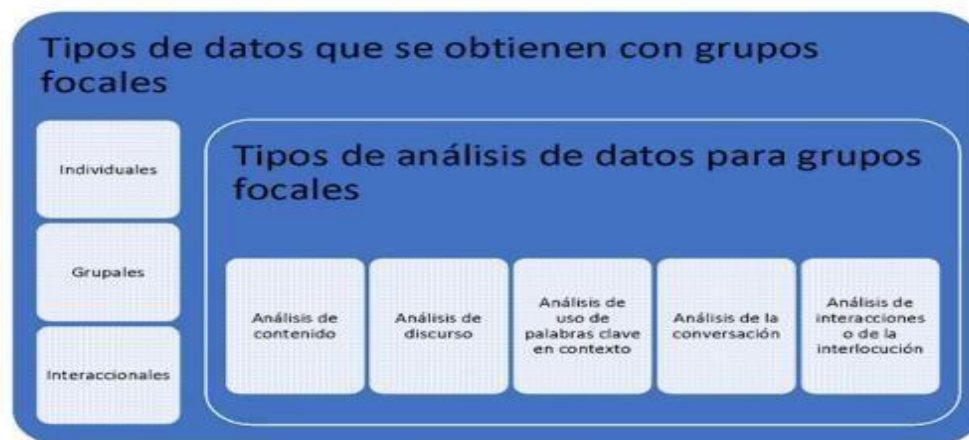 Tipos de datos que se obtienen con grupos
focales
Individuales
Grupales
Interaccionales
Tipos de análisis de datos para grupos
focales
Análisis de
contenido
Análisis de
discurso
Análisis de
uso de
palabras clave
en contexto
Análisis de la
conversación
Análisis de
interacciones
o de la
interlocución